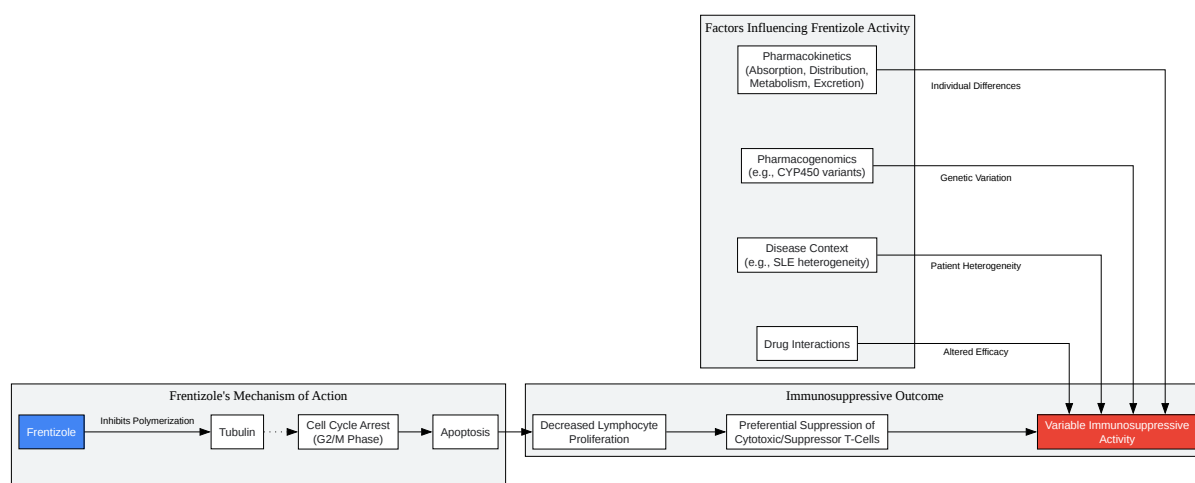 Factors Influencing Frentizole Activity
Pharmacokinetics
(Absorption, Distribution,
Metabolism, Excretion)
Individual Differences
Pharmacogenomics
(e.g., CYP450 variants)
Genetic Variation
Disease Context
(e.g., SLE heterogeneity)
Patient Heterogeneity
Drug Interactions
Altered Efficacy
Frentizole's Mechanism of Action
Frentizole
Inhibits Polymerization
Tubulin
Cell Cycle Arrest
(G2/M Phase)
Apoptosis
Immunosuppressive Outcome
Decreased Lymphocyte
Proliferation
Preferential Suppression of
Cytotoxic/Suppressor T-Cells
Variable Immunosuppressive
Activity